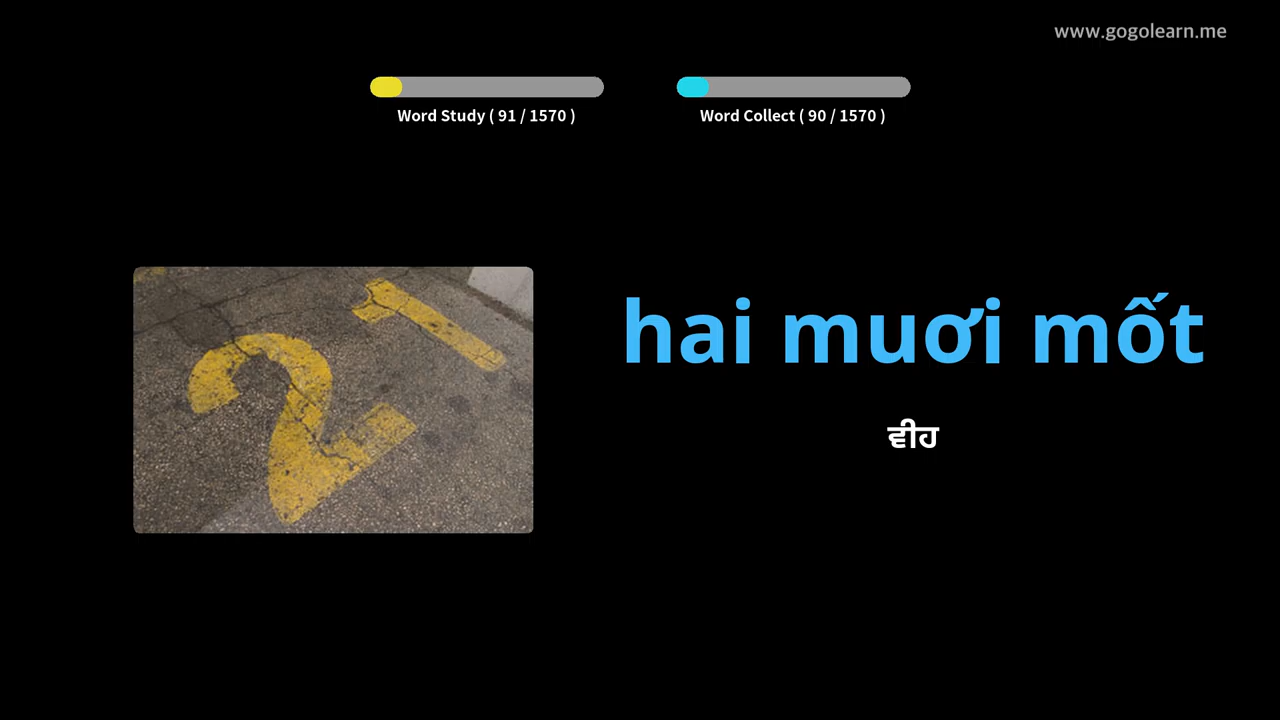 www.gogolearn.me
Word Study ( 91 / 1570 )
Word Collect ( 90 / 1570 )
21
hai mươi mốt
ਵੀਹ